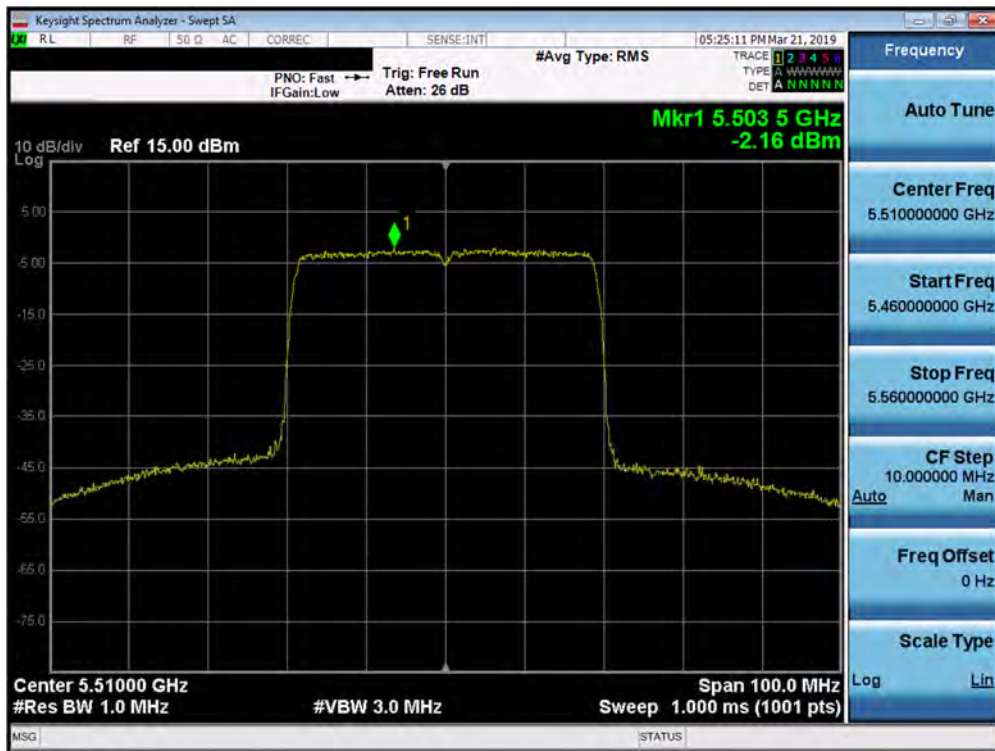 Keysight Spectrum Analyzer - Swept SA
LXI RL RF 50 Ω AC CORREC SENSE:INT 05:25:11 PM Mar 21, 2019
#Avg Type: RMS
TRACE 1 2 3 4 5 6
PNO: Fast Trig: Free Run TYPE A WWWWW
IFGain:Low Atten: 26 dB DET A N N N N N
Mkr1 5.503 5 GHz
-2.16 dBm
10 dB/div Ref 15.00 dBm
Log
1
5.00
-5.00
-15.0
-25.0
-35.0
-45.0
-55.0
-65.0
-75.0
Center 5.51000 GHz Span 100.0 MHz
#Res BW 1.0 MHz #VBW 3.0 MHz Sweep 1.000 ms (1001 pts)
MSG STATUS
Frequency
Auto Tune
Center Freq
5.510000000 GHz
Start Freq
5.460000000 GHz
Stop Freq
5.560000000 GHz
CF Step
10.000000 MHz
Auto Man
Freq Offset
0 Hz
Scale Type
Log Lin